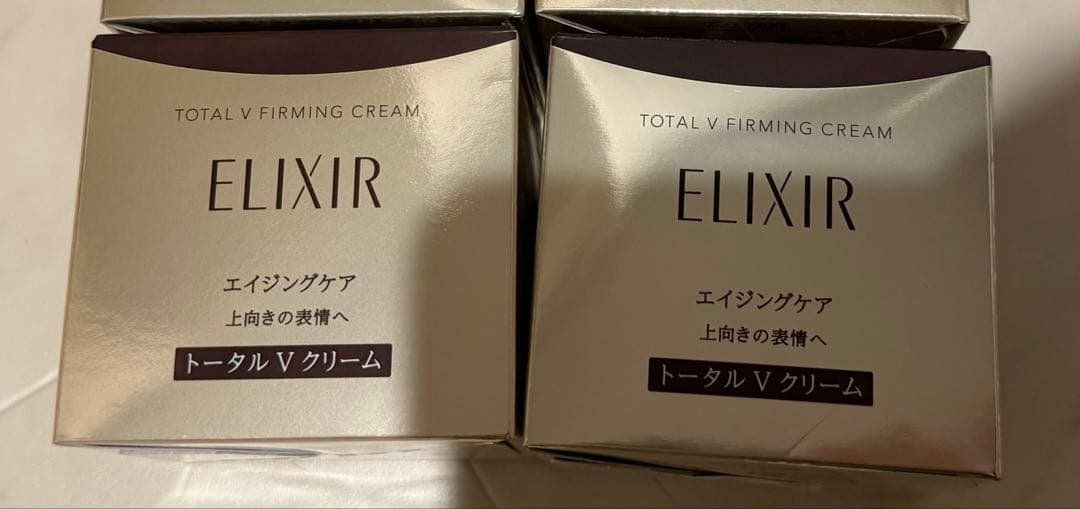 TOTAL V FIRMING CREAM
ELIXIR
エイジングケア
上向きの表情へ
トータル V クリーム
TOTAL V FIRMING CREAM
ELIXIR
エイジングケア
上向きの表情へ
トータル V クリーム